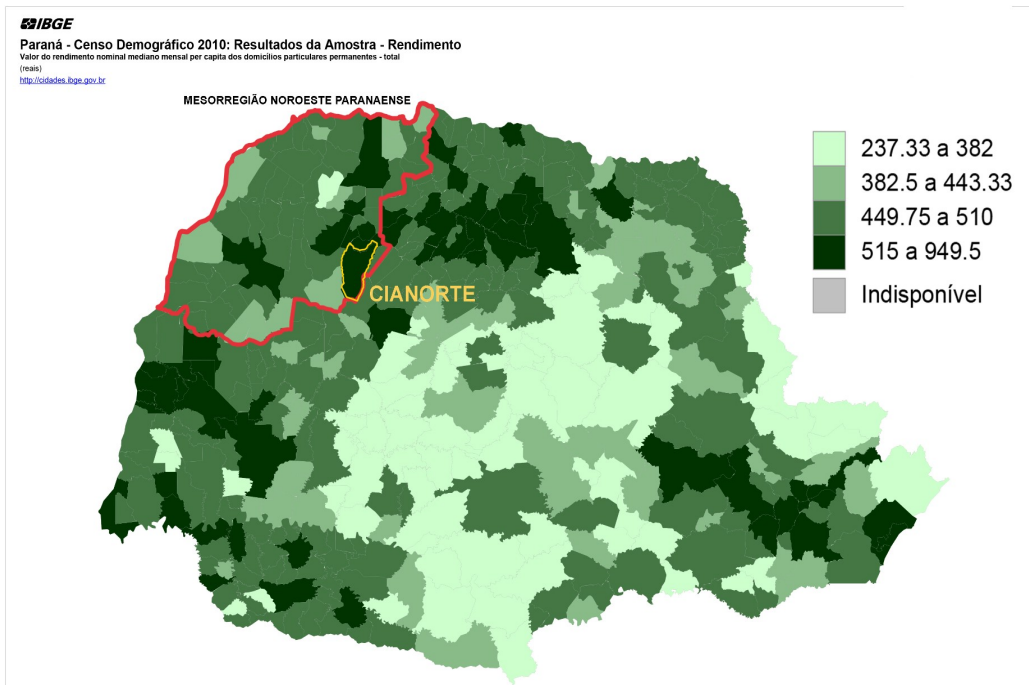 IBGE
Paraná - Censo Demográfico 2010: Resultados da Amostra - Rendimento
Valor do rendimento nominal mediano mensal per capita dos domicílios particulares permanentes - total
(reais)
http://cidades.ibge.gov.br
MESORREGIÃO NOROESTE PARANAENSE
237.33 a 382
382.5 a 443.33
449.75 a 510
515 a 949.5
Indisponível
CIANORTE